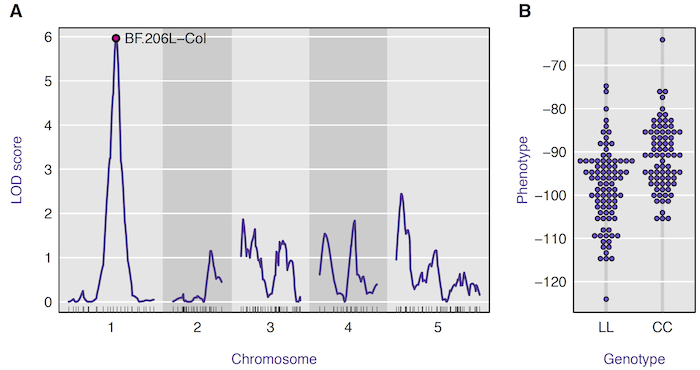 A
BF.206L–Col
6
5
4
3
2
1
0
LOD score
1 2 3 4 5
Chromosome
B
−70
−80
−90
−100
−110
−120
Phenotype
LL CC
Genotype